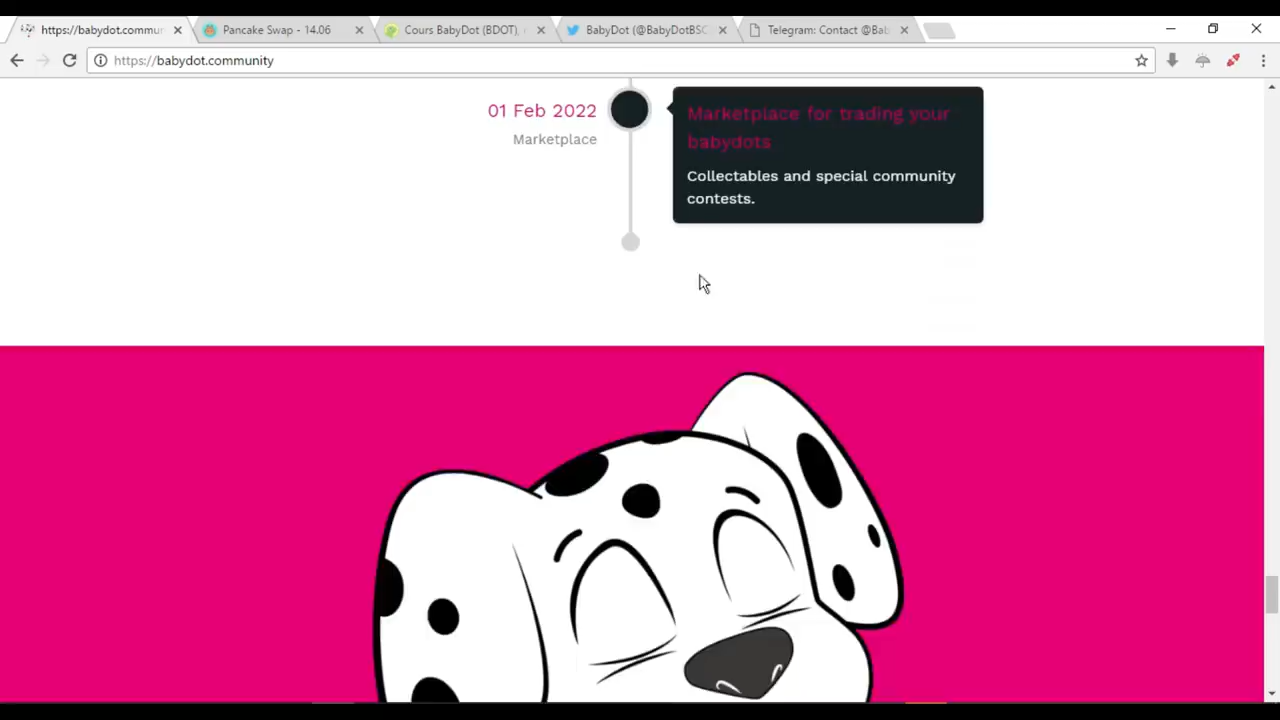 https://babydot.commur
Pancake Swap - 14.06
Cours BabyDot (BDOT),
BabyDot (@BabyDotBSC
Telegram: Contact @Bab
https://babydot.community
01 Feb 2022
Marketplace
Marketplace for trading your
babydots
Collectables and special community
contests.